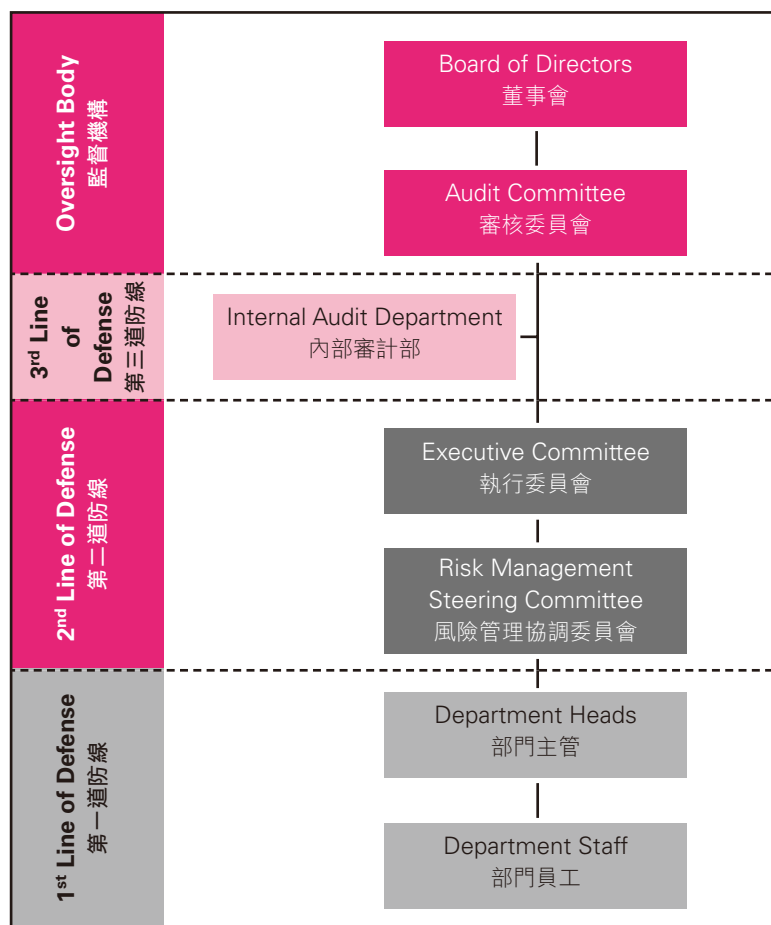 Oversight Body
監督機構
Board of Directors
董事會
Audit Committee
審核委員會
3rd Line
of
Defense
第三道防線
Internal Audit Department
內部審計部
2nd Line of Defense
第二道防線
Executive Committee
執行委員會
Risk Management
Steering Committee
風險管理協調委員會
1st Line of Defense
第一道防線
Department Heads
部門主管
Department Staff
部門員工